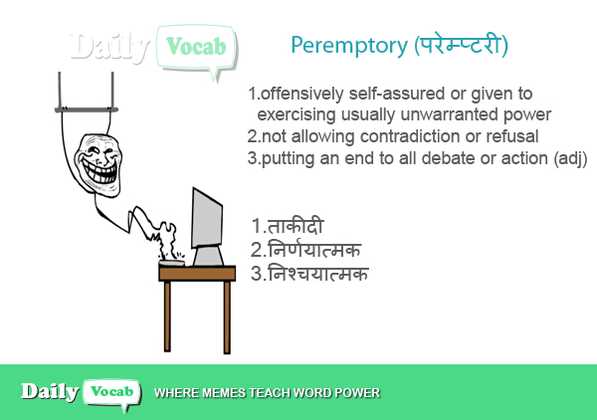 Daily Vocab
Peremptory (परेम्प्टरी)
1.offensively self-assured or given to
exercising usually unwarranted power
2.not allowing contradiction or refusal
3.putting an end to all debate or action (adj)
1.ताकीदी
2.निर्णयात्मक
3.निश्चयात्मक
Daily Vocab WHERE MEMES TEACH WORD POWER